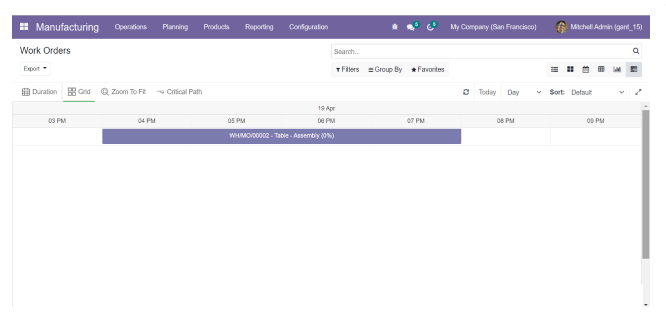 Manufacturing Operations Planning Products Reporting Configuration 5 8 My Company (San Francisco) Mitchell Admin (gant_15)
Work Orders Search...
Export Filters Group By Favorites
Duration Grid Zoom To Fit Critical Path Today Day Sort: Default
19 Apr
03 PM 04 PM 05 PM 06 PM 07 PM 08 PM 09 PM
WH/MO/00002 - Table - Assembly (0%)